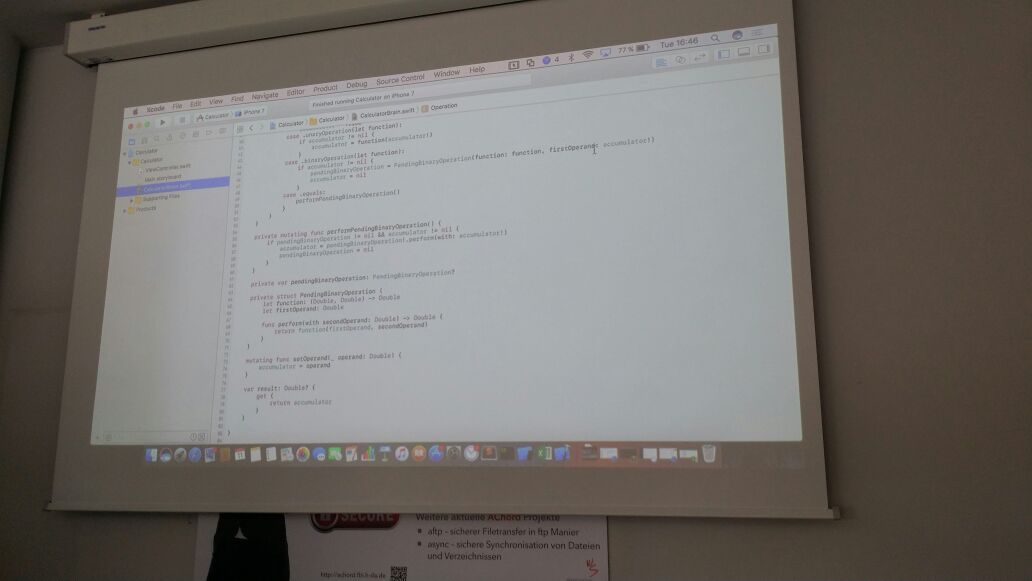 Xcode File Edit View Find Navigate Editor Product Debug Source Control Window Help 4 77% Tue 16:46
Calculator iPhone 7 Finished running Calculator on iPhone 7
Calculator Calculator CalculatorBrain.swift Operation
Calculator
Calculator
ViewController.swift
Main.storyboard
CalculatorBrain.swift
Supporting Files
Products
case .unaryOperation(let function):
if accumulator != nil {
accumulator = function(accumulator!)
}
case .binaryOperation(let function):
if accumulator != nil {
pendingBinaryOperation = PendingBinaryOperation(function: function, firstOperand: accumulator!)
accumulator = nil
}
case .equals:
performPendingBinaryOperation()
}
}
}
private mutating func performPendingBinaryOperation() {
if pendingBinaryOperation != nil && accumulator != nil {
accumulator = pendingBinaryOperation!.perform(with: accumulator!)
pendingBinaryOperation = nil
}
}
private var pendingBinaryOperation: PendingBinaryOperation?
private struct PendingBinaryOperation {
let function: (Double, Double) -> Double
let firstOperand: Double
func perform(with secondOperand: Double) -> Double {
return function(firstOperand, secondOperand)
}
}
mutating func setOperand(_ operand: Double) {
accumulator = operand
}
var result: Double? {
get {
return accumulator
}
}
}
SECURE
Weitere aktuelle AChord Projekte
aftp - sicherer Filetransfer in ftp Manier
async - sichere Synchronisation von Dateien
und Verzeichnissen
http://achord.fbi.h-da.de